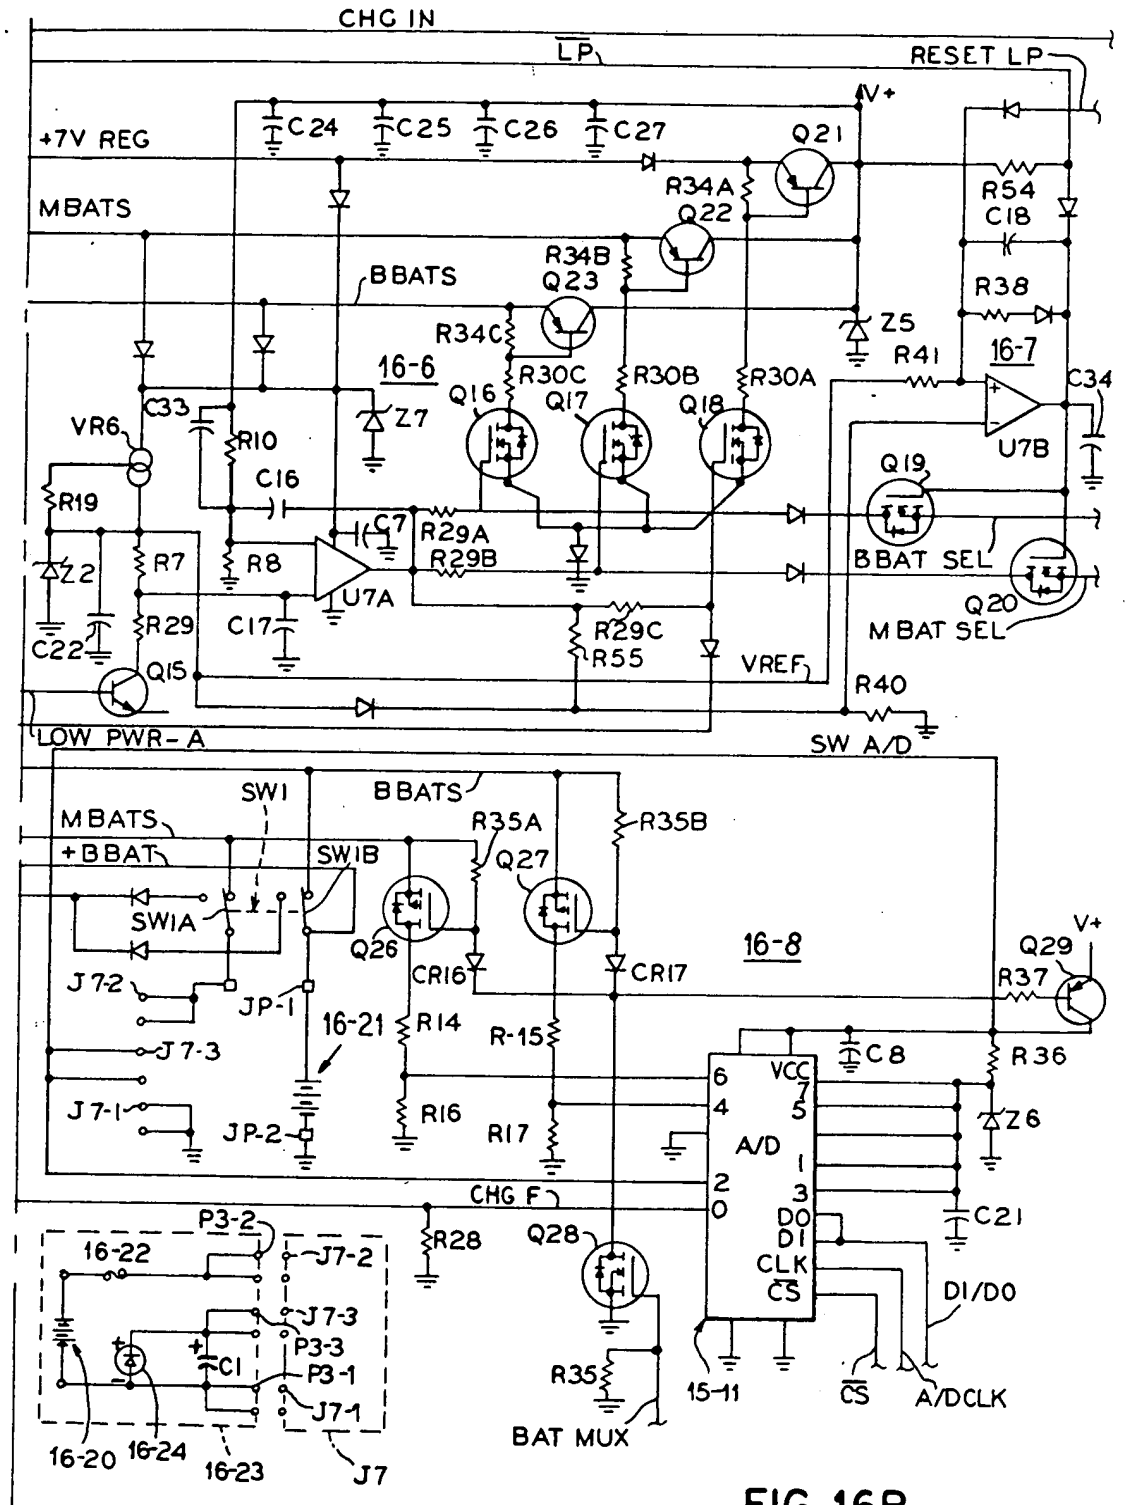 CHG IN
LP
RESET LP
V+
C24
C25
C26
C27
Q21
+7V REG
R34A
R54
MBATS
Q22
C18
R34B
BBATS
Q23
R38
R34C
Z5
R41
16-7
16-6
R30C
R30B
R30A
C34
C33
Q16
Q17
Q18
Z7
+
-
VR6
R10
U7B
C16
Q19
R19
C7
R29A
R29B
BBAT SEL
Z2
R7
R8
U7A
Q20
R29
C17
R29C
MBAT SEL
C22
R55
Q15
VREF
R40
LOW PWR-A
SW A/D
SW1
BBATS
MBATS
R35A
R35B
+BBAT
SW1B
Q27
SW1A
Q26
16-8
V+
Q29
J7-2
JP-1
CR16
CR17
R37
16-21
R14
R-15
J7-3
C8
R36
VCC
6
7
J7-1
4
5
R16
Z6
JP-2
R17
A/D
1
2
CHG F
3
0
C21
P3-2
R28
Q28
D0
D1
16-22
J7-2
CLK
CS
D1/D0
J7-3
+
+
P3-3
C1
P3-1
-
R35
15-11
J7-1
CS
A/DCLK
BAT MUX
16-20
16-24
16-23
J7
FIG. 16B